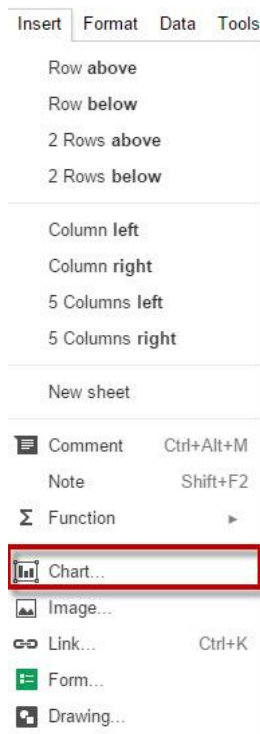 Insert Format Data Tools
Row above
Row below
2 Rows above
2 Rows below
Column left
Column right
5 Columns left
5 Columns right
New sheet
Comment Ctrl+Alt+M
Note Shift+F2
Σ Function ►
Chart...
Image...
Link... Ctrl+K
Form...
Drawing...